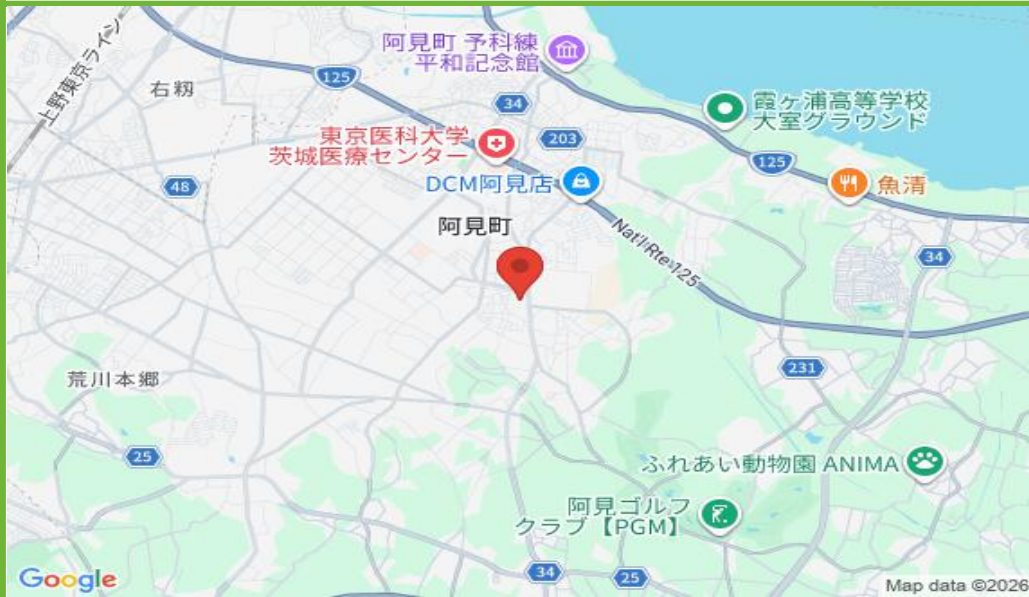 上野東京ライン
阿見町 予科練
平和記念館
125
右籾
34
霞ヶ浦高等学校
大室グラウンド
東京医科大学
茨城医療センター
203
125
48
DCM阿見店
魚清
阿見町
Nat'l Rte 125
34
231
荒川本郷
25
ふれあい動物園 ANIMA
阿見ゴルフ
クラブ【PGM】
34
25
Google
Map data ©2026